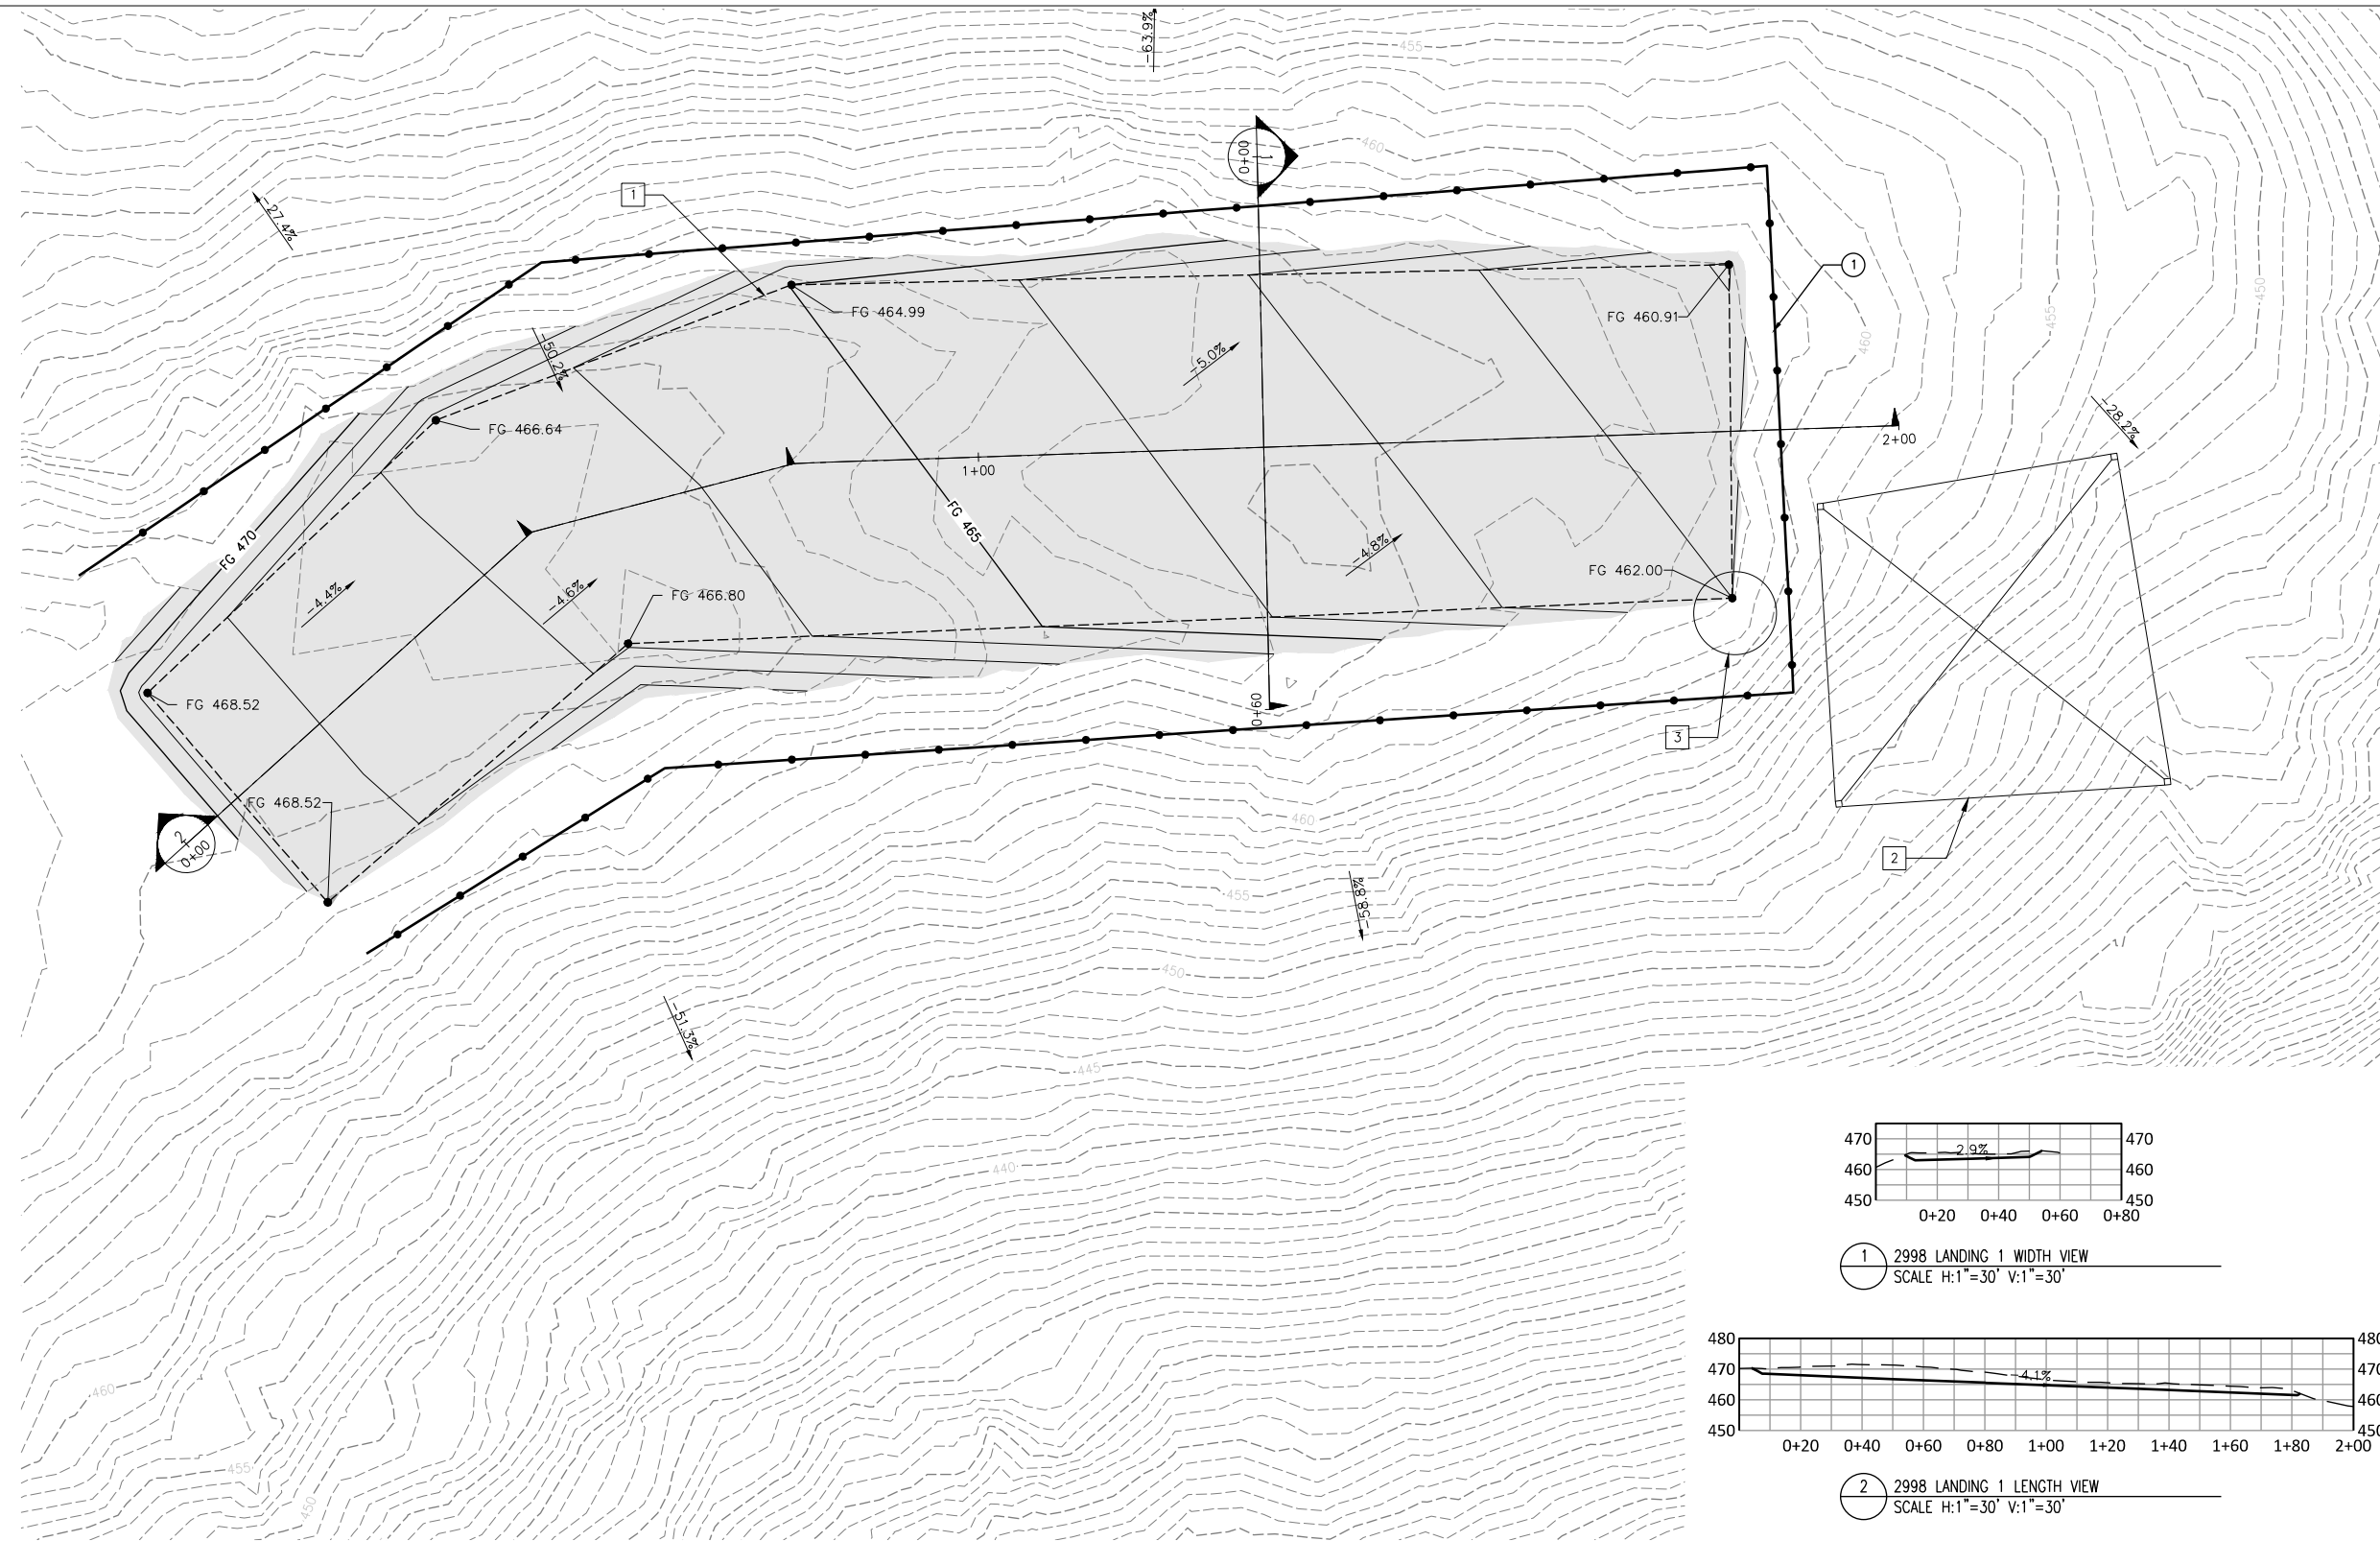 -63.9%
455
0+00
1
460
-27.4%
1
1
450
455
460
FG 464.99
FG 460.91
-50.2%
-5.0%
-28.2%
FG 466.64
2+00
1+00
FG 470
FG 465
-4.8%
FG 462.00
-4.4%
-4.6%
FG 466.80
FG 468.52
0+60
3
FG 468.52
2
0+00
460
2
455
-58.8%
450
-51.3%
445
440
460
455
450
470 470
2.9%
460 460
450 450
0+20 0+40 0+60 0+80
1 2998 LANDING 1 WIDTH VIEW
SCALE H:1"=30' V:1"=30'
480 480
470 470
-4.1%
460 460
450 450
0+20 0+40 0+60 0+80 1+00 1+20 1+40 1+60 1+80 2+00
2 2998 LANDING 1 LENGTH VIEW
SCALE H:1"=30' V:1"=30'